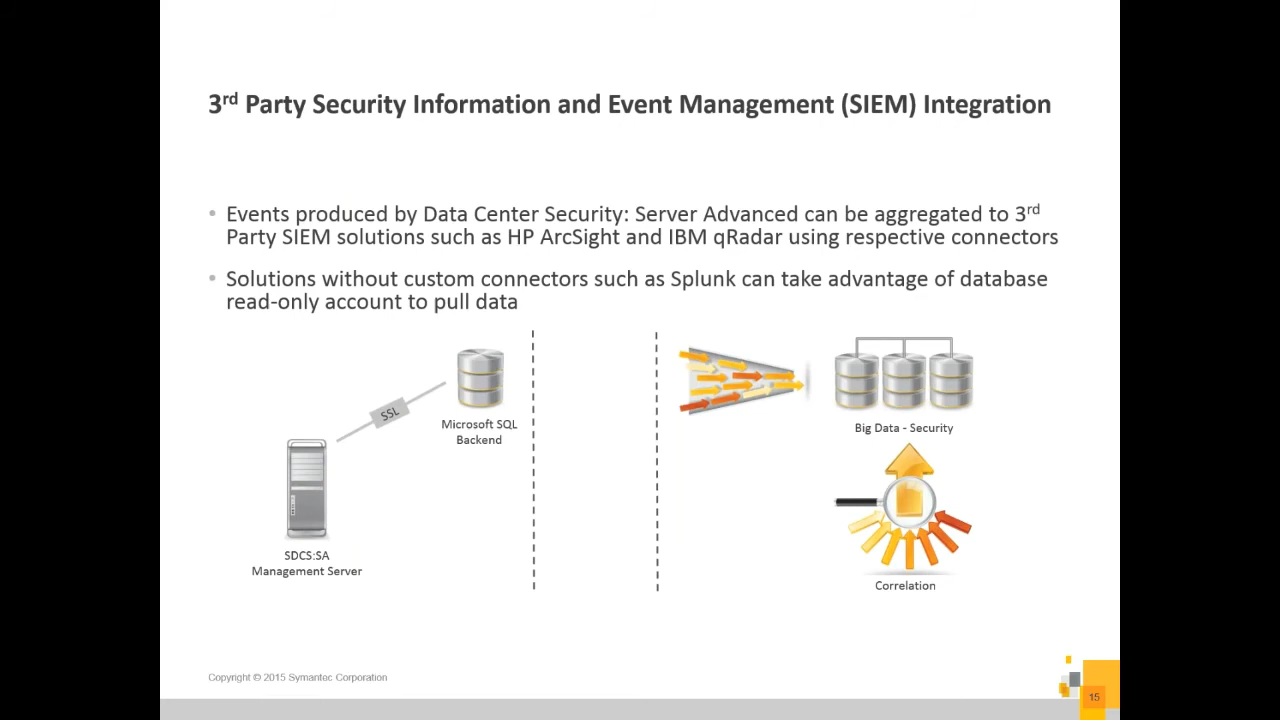 3rd Party Security Information and Event Management (SIEM) Integration
• Events produced by Data Center Security: Server Advanced can be aggregated to 3rd
Party SIEM solutions such as HP ArcSight and IBM qRadar using respective connectors
• Solutions without custom connectors such as Splunk can take advantage of database
read-only account to pull data
SSL
Microsoft SQL
Backend
SDCS:SA
Management Server
Big Data - Security
Correlation
Copyright © 2015 Symantec Corporation
15